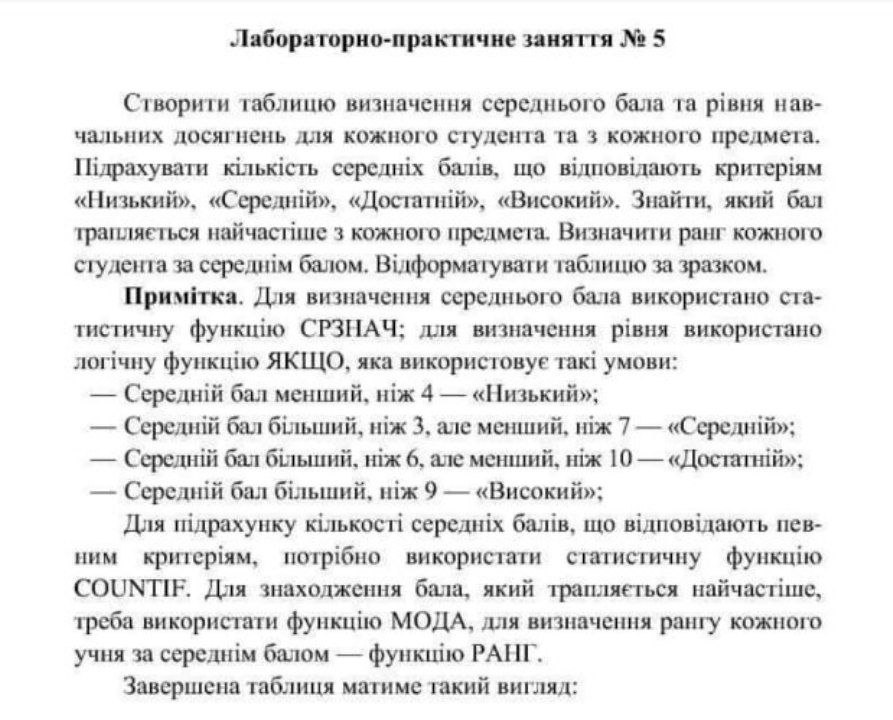 Лабораторно-практичне заняття № 5
Створити таблицю визначення середнього бала та рівня нав-
чальних досягнень для кожного студента та з кожного предмета.
Підрахувати кількість середніх балів, що відповідають критеріям
«Низький», «Середній», «Достатній», «Високий». Знайти, який бал
трапляється найчастіше з кожного предмета. Визначити ранг кожного
студента за середнім балом. Відформатувати таблицю за зразком.
Примітка. Для визначення середнього бала використано ста-
тистичну функцію СРЗНАЧ; для визначення рівня використано
логічну функцію ЯКЩО, яка використовує такі умови:
— Середній бал менший, ніж 4 — «Низький»;
— Середній бал більший, ніж 3, але менший, ніж 7 — «Середній»;
— Середній бал більший, ніж 6, але менший, ніж 10 — «Достатній»;
— Середній бал більший, ніж 9 — «Високий»;
Для підрахунку кількості середніх балів, що відповідають пев-
ним критеріям, потрібно використати статистичну функцію
COUNTIF. Для знаходження бала, який трапляється найчастіше,
треба використати функцію МОДА, для визначення рангу кожного
учня за середнім балом — функцію РАНГ.
Завершена таблиця матиме такий вигляд: